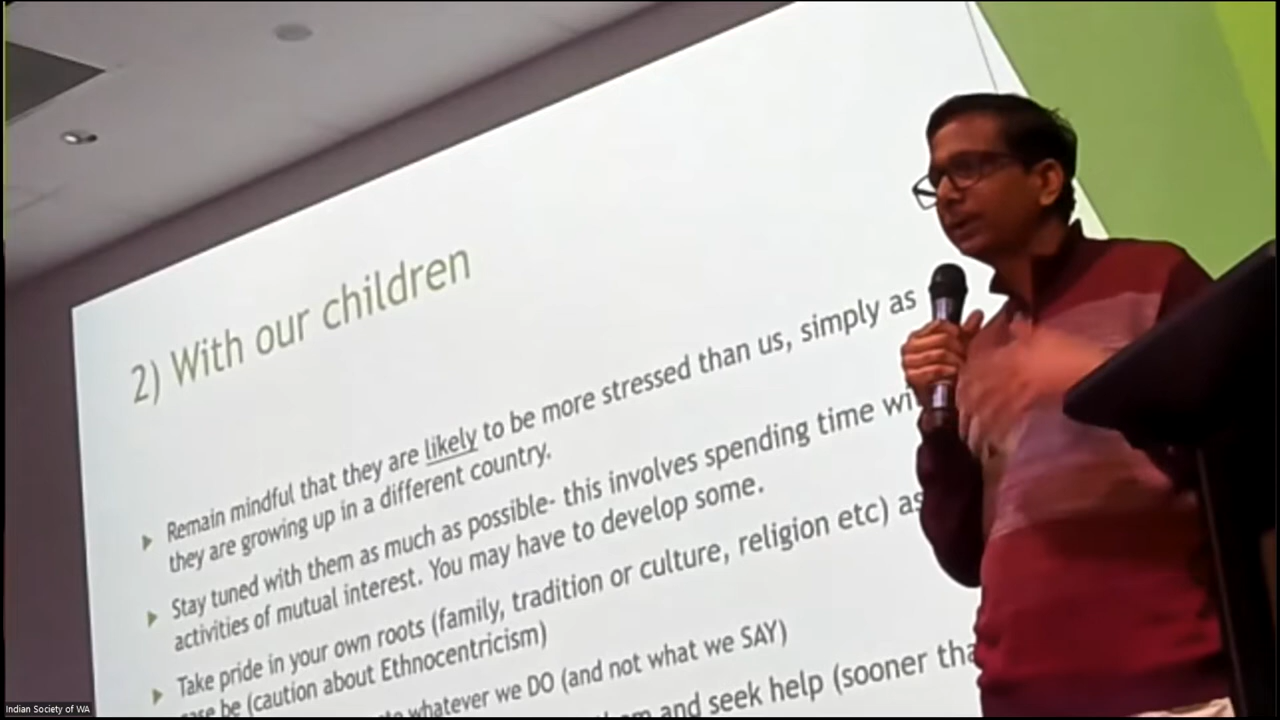 2) With our children
Remain mindful that they are likely to be more stressed than us, simply as
they are growing up in a different country.
Stay tuned with them as much as possible- this involves spending time
activities of mutual interest. You may have to develop some.
Take pride in your own roots (family, tradition or culture, religion etc) as
be (caution about Ethnocentricism)
whatever we DO (and not what we SAY)
and seek help (sooner
Indian Society of WA